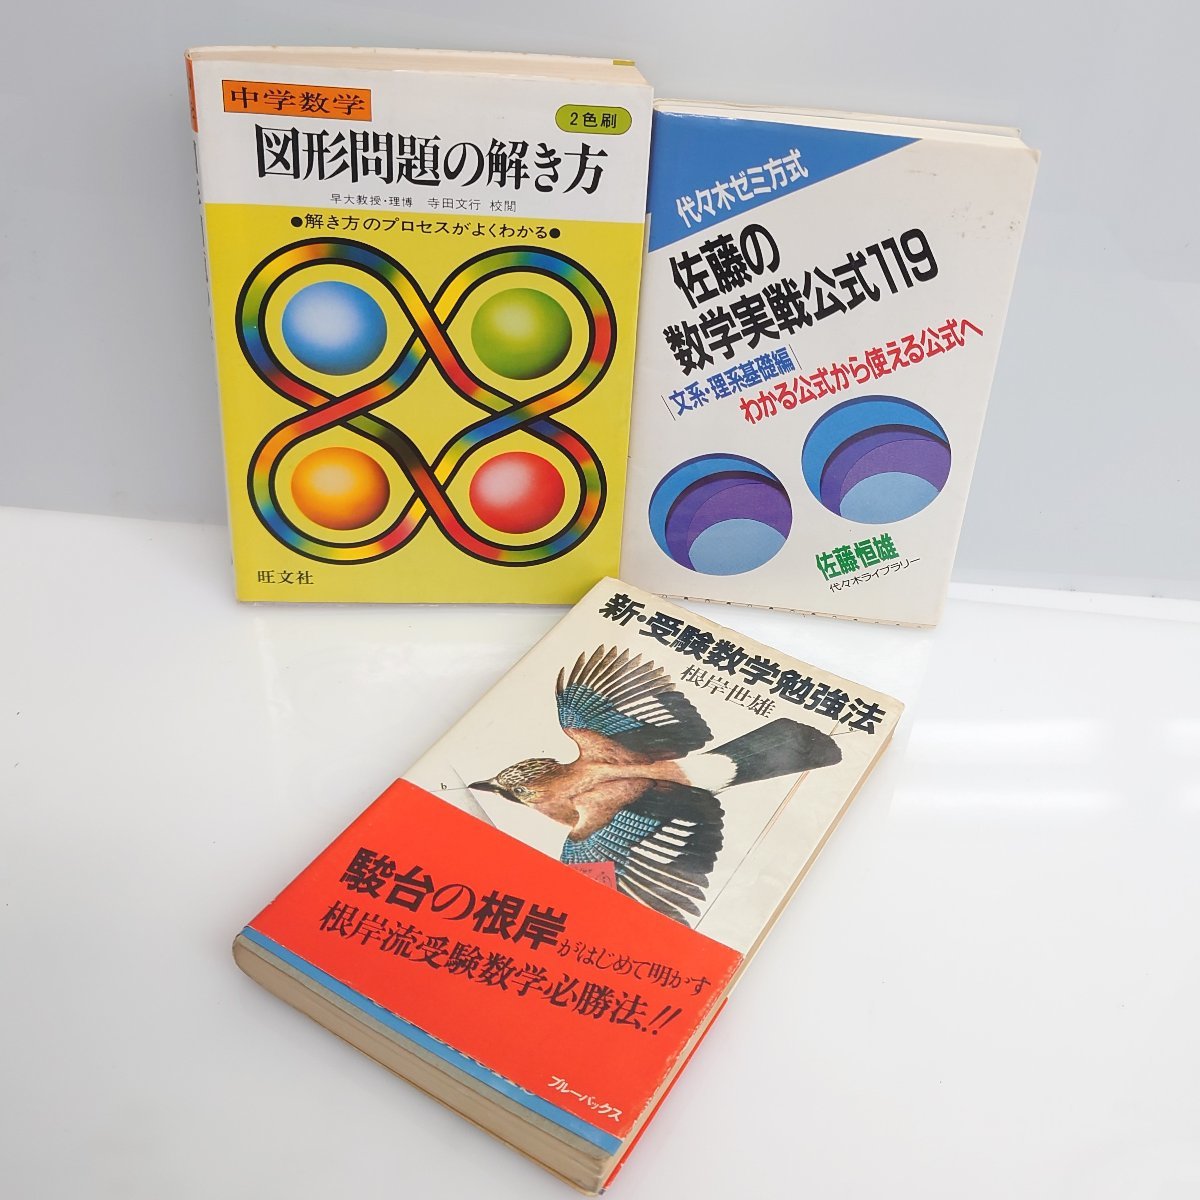 中学数学
2色刷
図形問題の解き方
早大教授・理博 寺田文行 校閲
●解き方のプロセスがよくわかる●
旺文社
代々木ゼミ方式
佐藤の
数学実戦公式119
文系・理系基礎編
わかる公式から使える公式へ
佐藤恒雄
代々木ライブラリー
新・受験数学勉強法
根岸世雄
b
駿台の根岸がはじめて明かす
根岸流受験数学必勝法!!
ブルーバックス